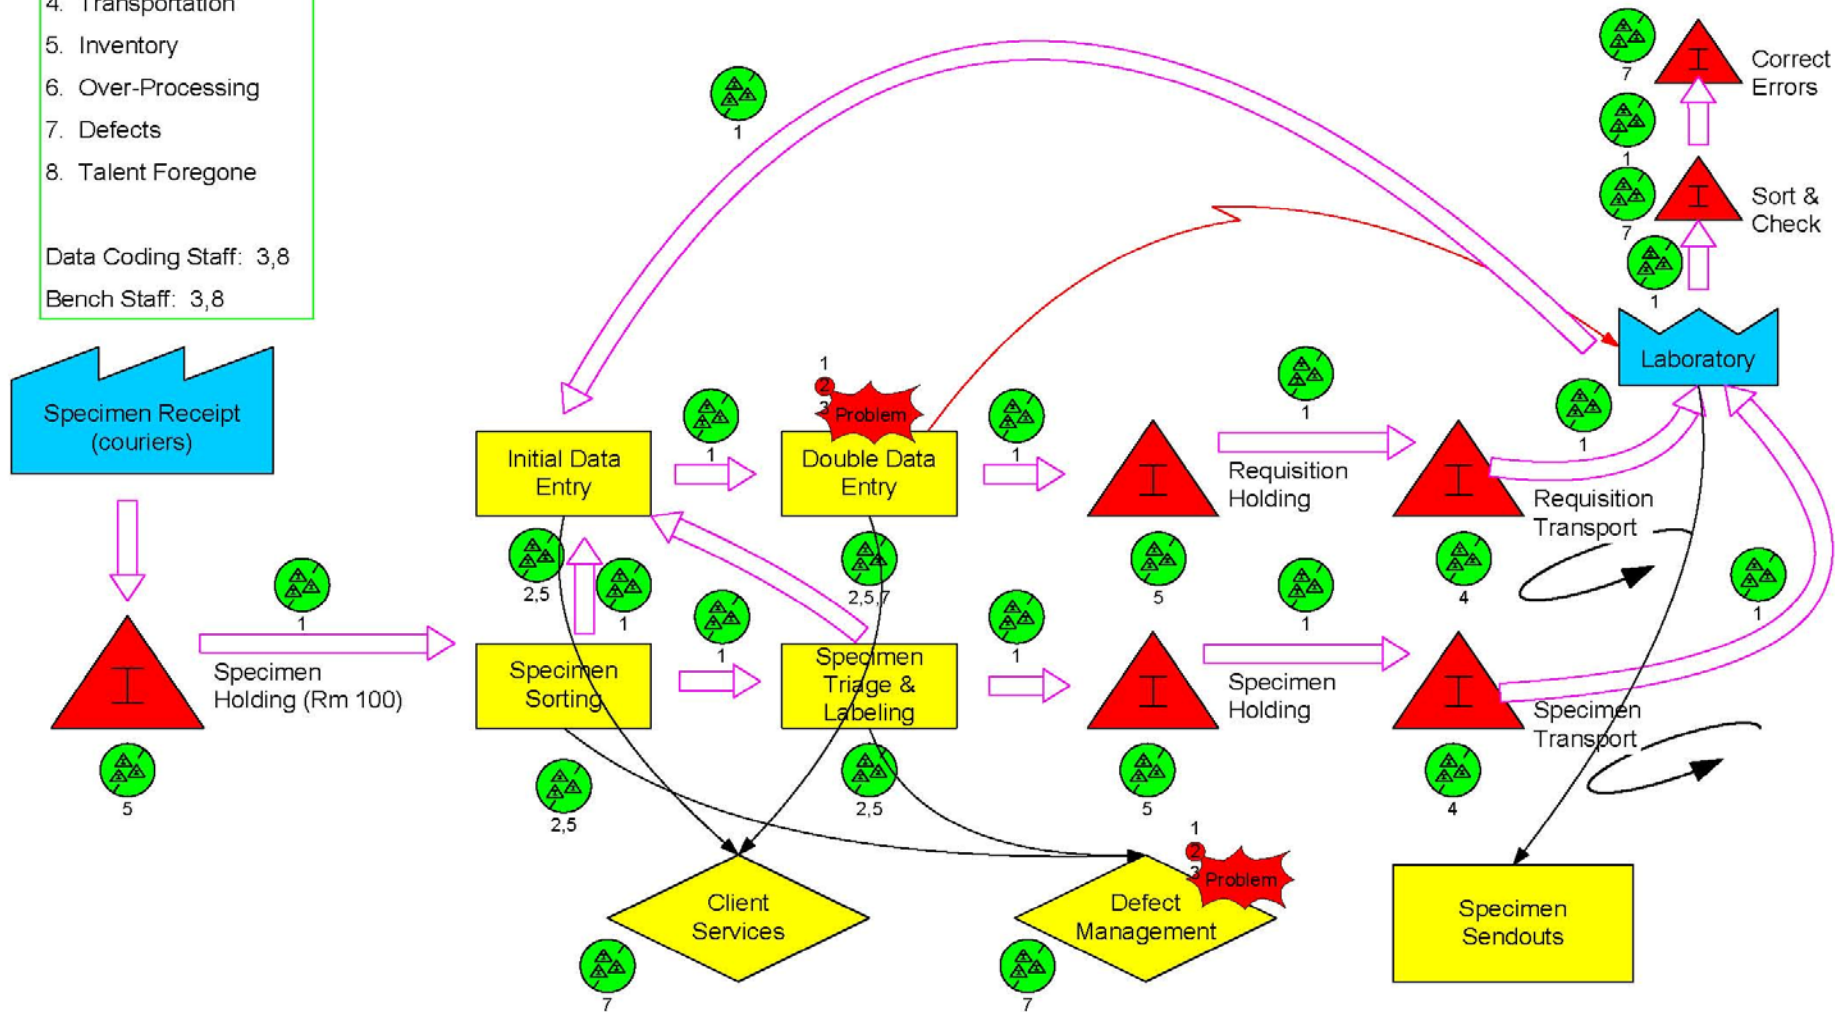 4. Transportation
5. Inventory
6. Over-Processing
7. Defects
8. Talent Foregone
Data Coding Staff: 3,8
Bench Staff: 3,8
1
7
Correct
Errors
1
7
Sort &
Check
1
Laboratory
Specimen Receipt
(couriers)
1
2
3
Problem
Initial Data
Entry
1
Double Data
Entry
1
I
1
Requisition
Holding
I
1
Requisition
Transport
2,5
1
2,5,7
5
4
1
I
1
Specimen
Holding (Rm 100)
5
Specimen
Sorting
1
Specimen
Triage &
Labeling
1
I
1
Specimen
Holding
I
Specimen
Transport
2,5
2,5
5
4
Client
Services
7
1
2
3
Problem
Defect
Management
7
Specimen
Sendouts